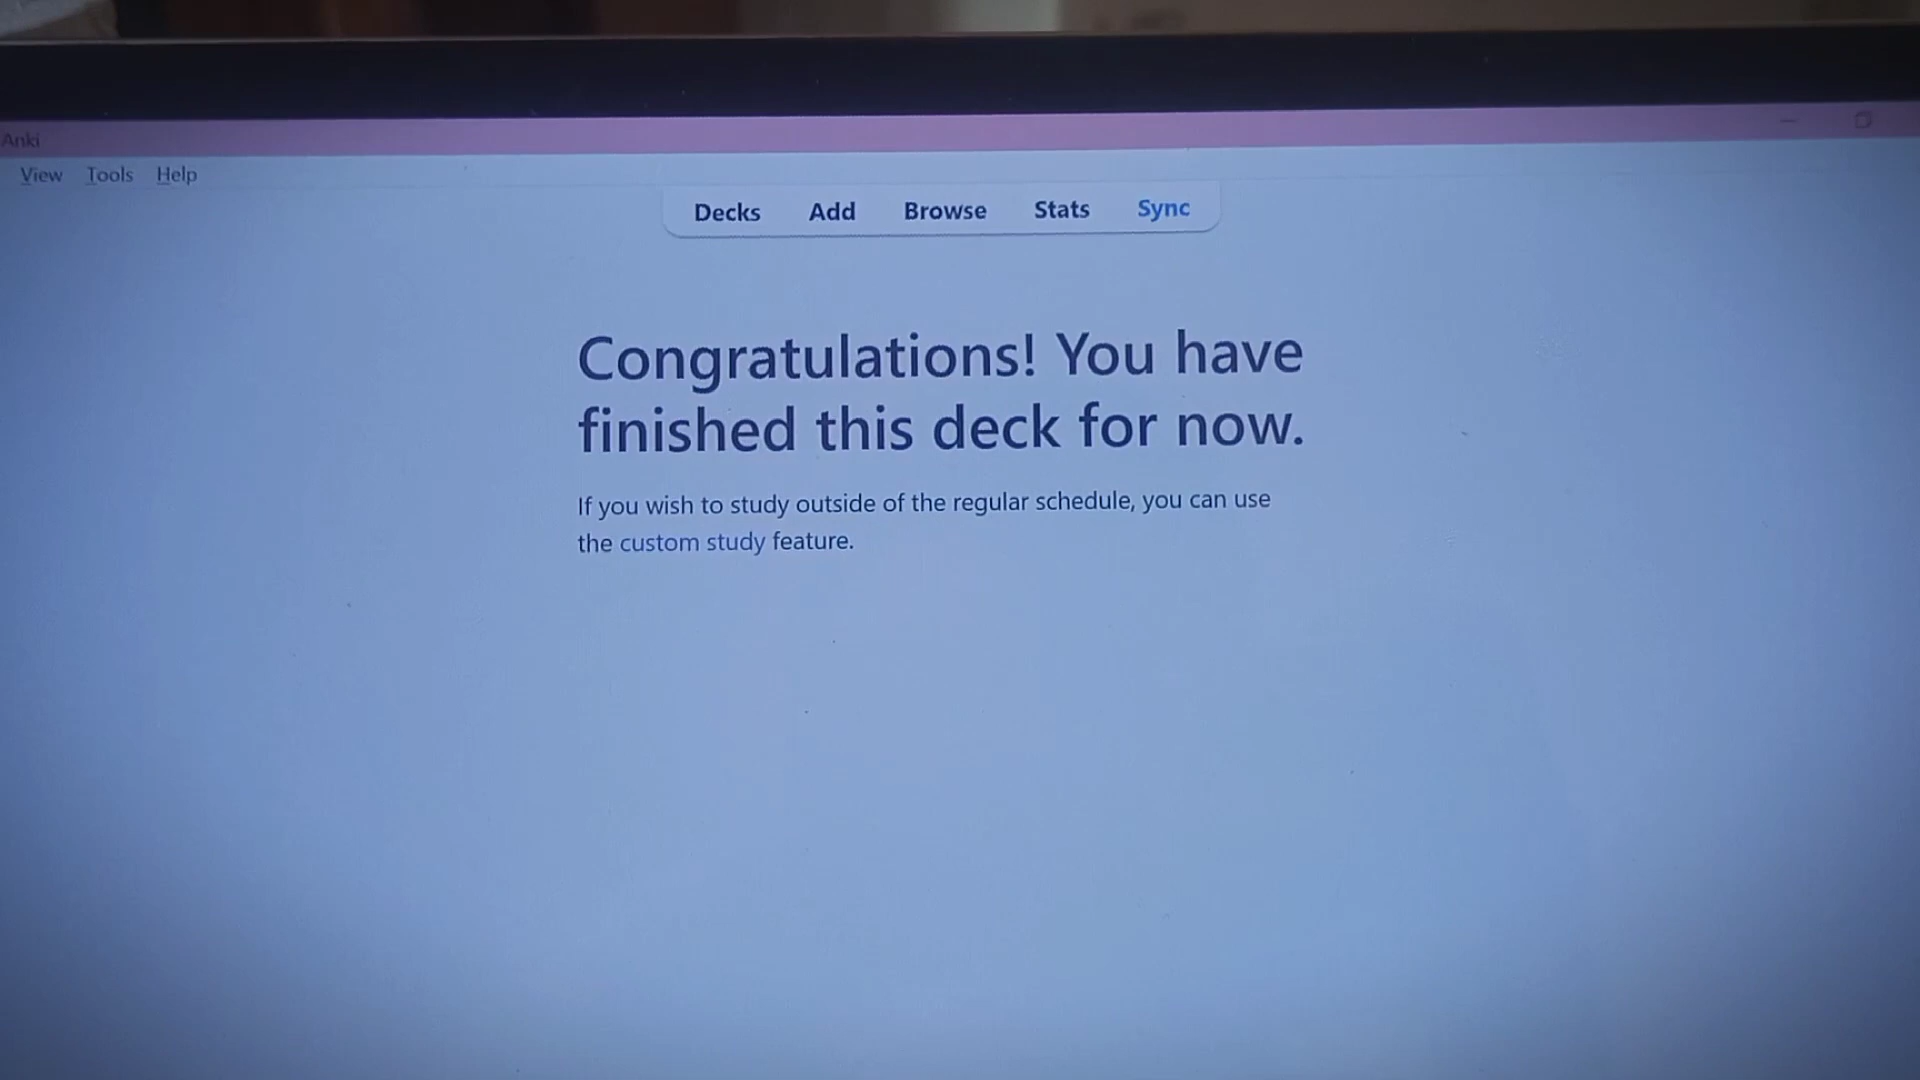 Anki
View Tools Help
Decks Add Browse Stats Sync
Congratulations! You have
finished this deck for now.
If you wish to study outside of the regular schedule, you can use
the custom study feature.